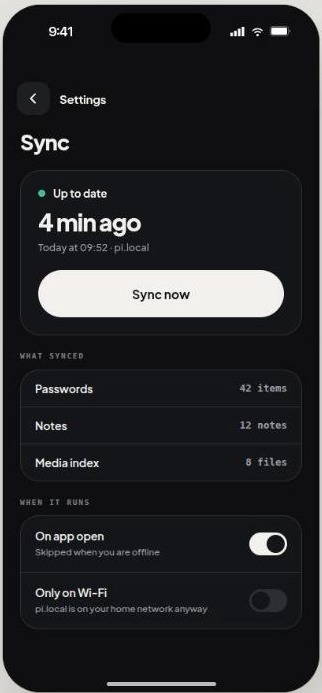 9:41
Settings
Sync
Up to date
4 min ago
Today at 09:52 · pi.local
Sync now
WHAT SYNCED
Passwords 42 items
Notes 12 notes
Media index 8 files
WHEN IT RUNS
On app open
Skipped when you are offline
Only on Wi-Fi
pi.local is on your home network anyway